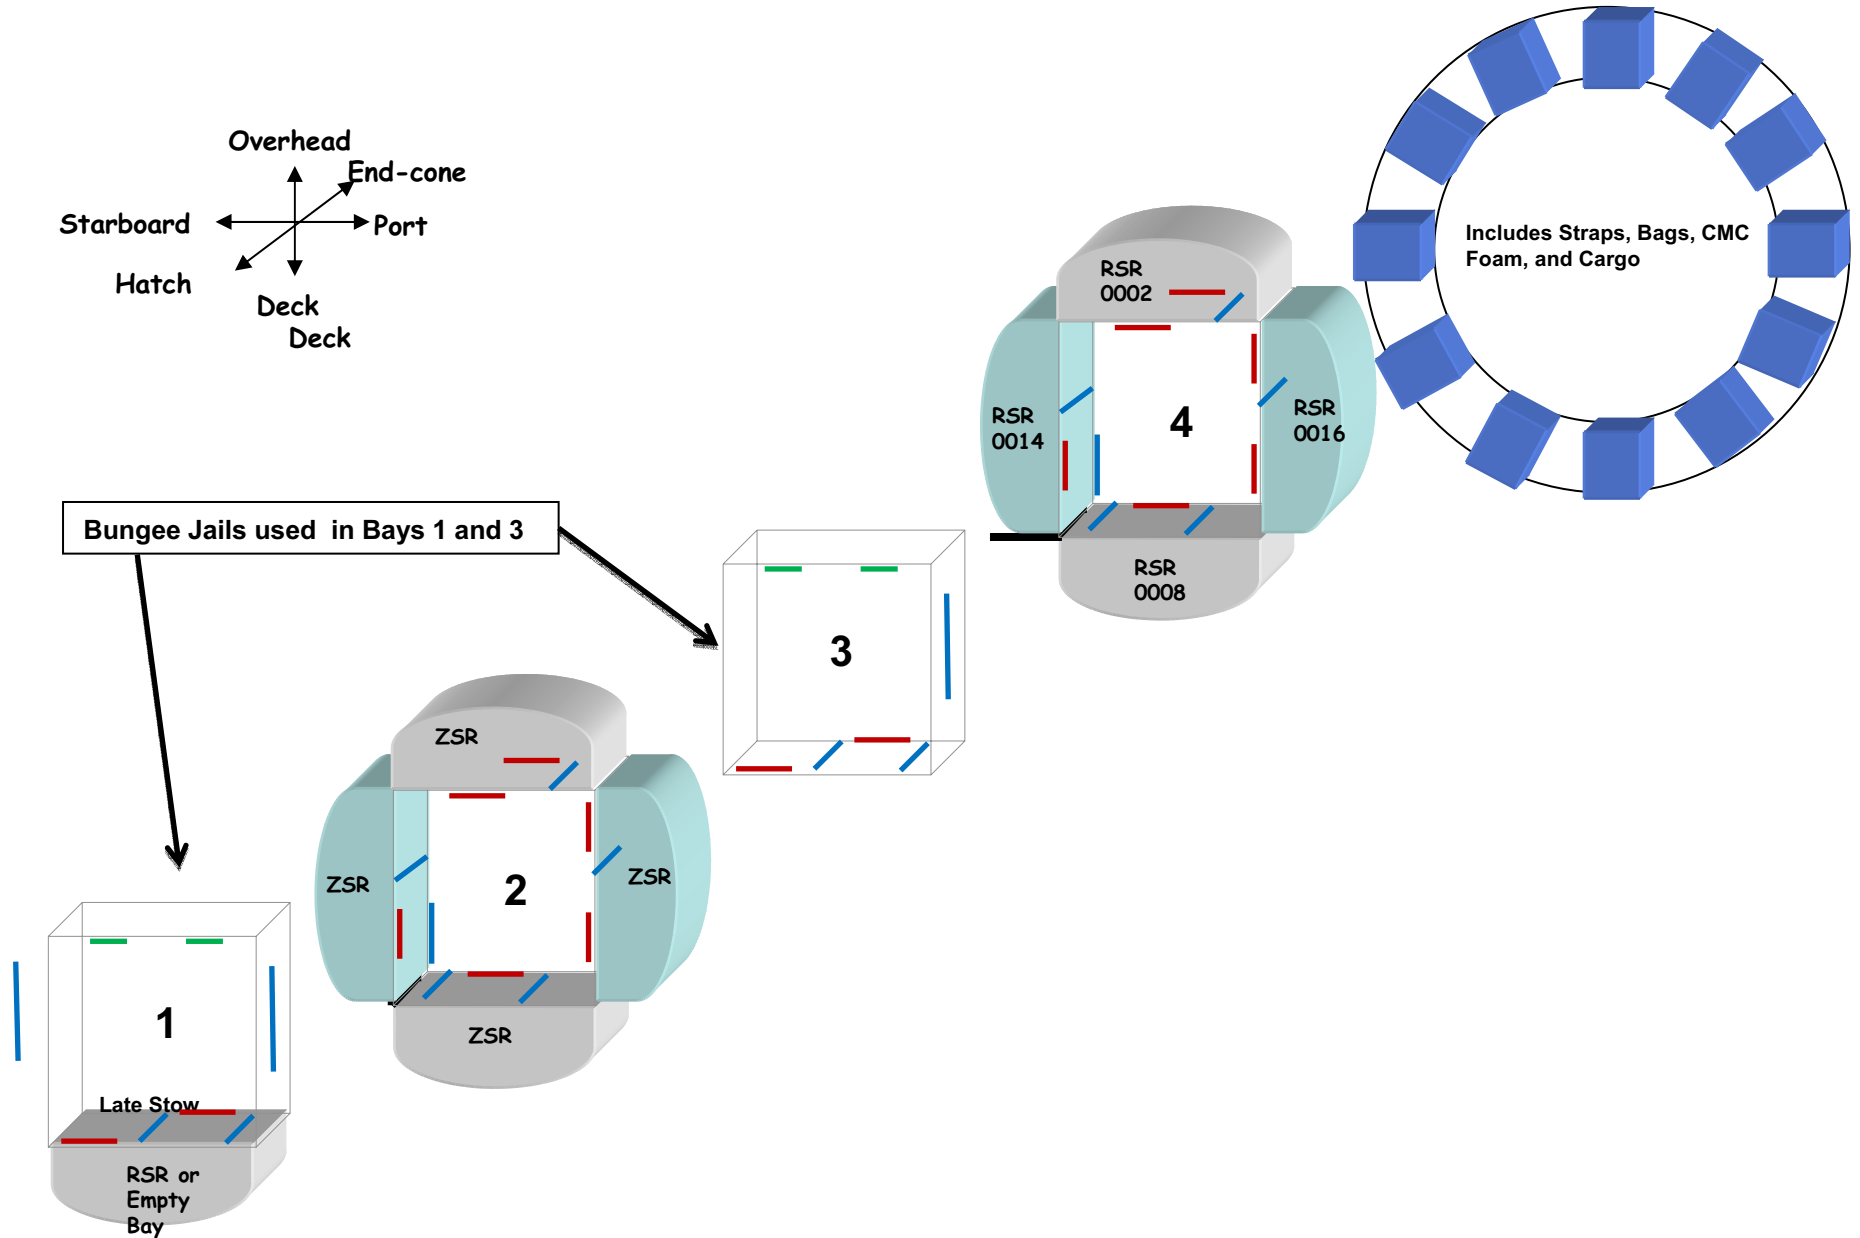 Overhead
End-cone
Starboard
Port
Hatch
Deck
Deck
Includes Straps, Bags, CMC
Foam, and Cargo
RSR
0002
RSR
0014
4
RSR
0016
RSR
0008
Bungee Jails used in Bays 1 and 3
3
ZSR
ZSR
2
ZSR
ZSR
1
Late Stow
RSR or
Empty
Bay